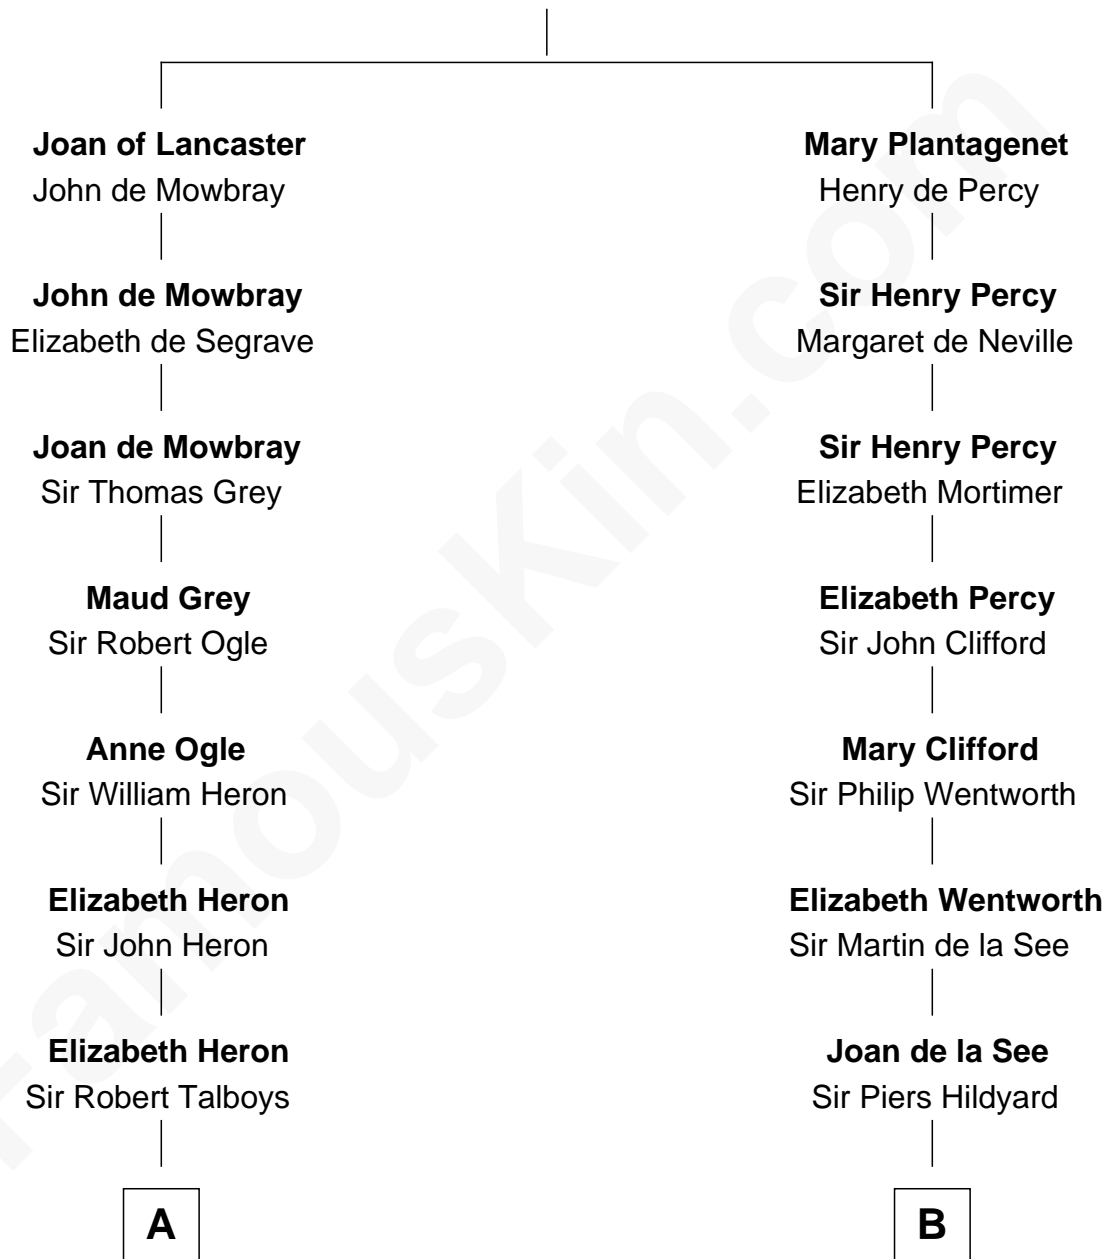 Joan of Lancaster
John de Mowbray
John de Mowbray
Elizabeth de Segrave
Joan de Mowbray
Sir Thomas Grey
Maud Grey
Sir Robert Ogle
Anne Ogle
Sir William Heron
Elizabeth Heron
Sir John Heron
Elizabeth Heron
Sir Robert Talboys
A
Mary Plantagenet
Henry de Percy
Sir Henry Percy
Margaret de Neville
Sir Henry Percy
Elizabeth Mortimer
Elizabeth Percy
Sir John Clifford
Mary Clifford
Sir Philip Wentworth
Elizabeth Wentworth
Sir Martin de la See
Joan de la See
Sir Piers Hildyard
B
FamousKin.com